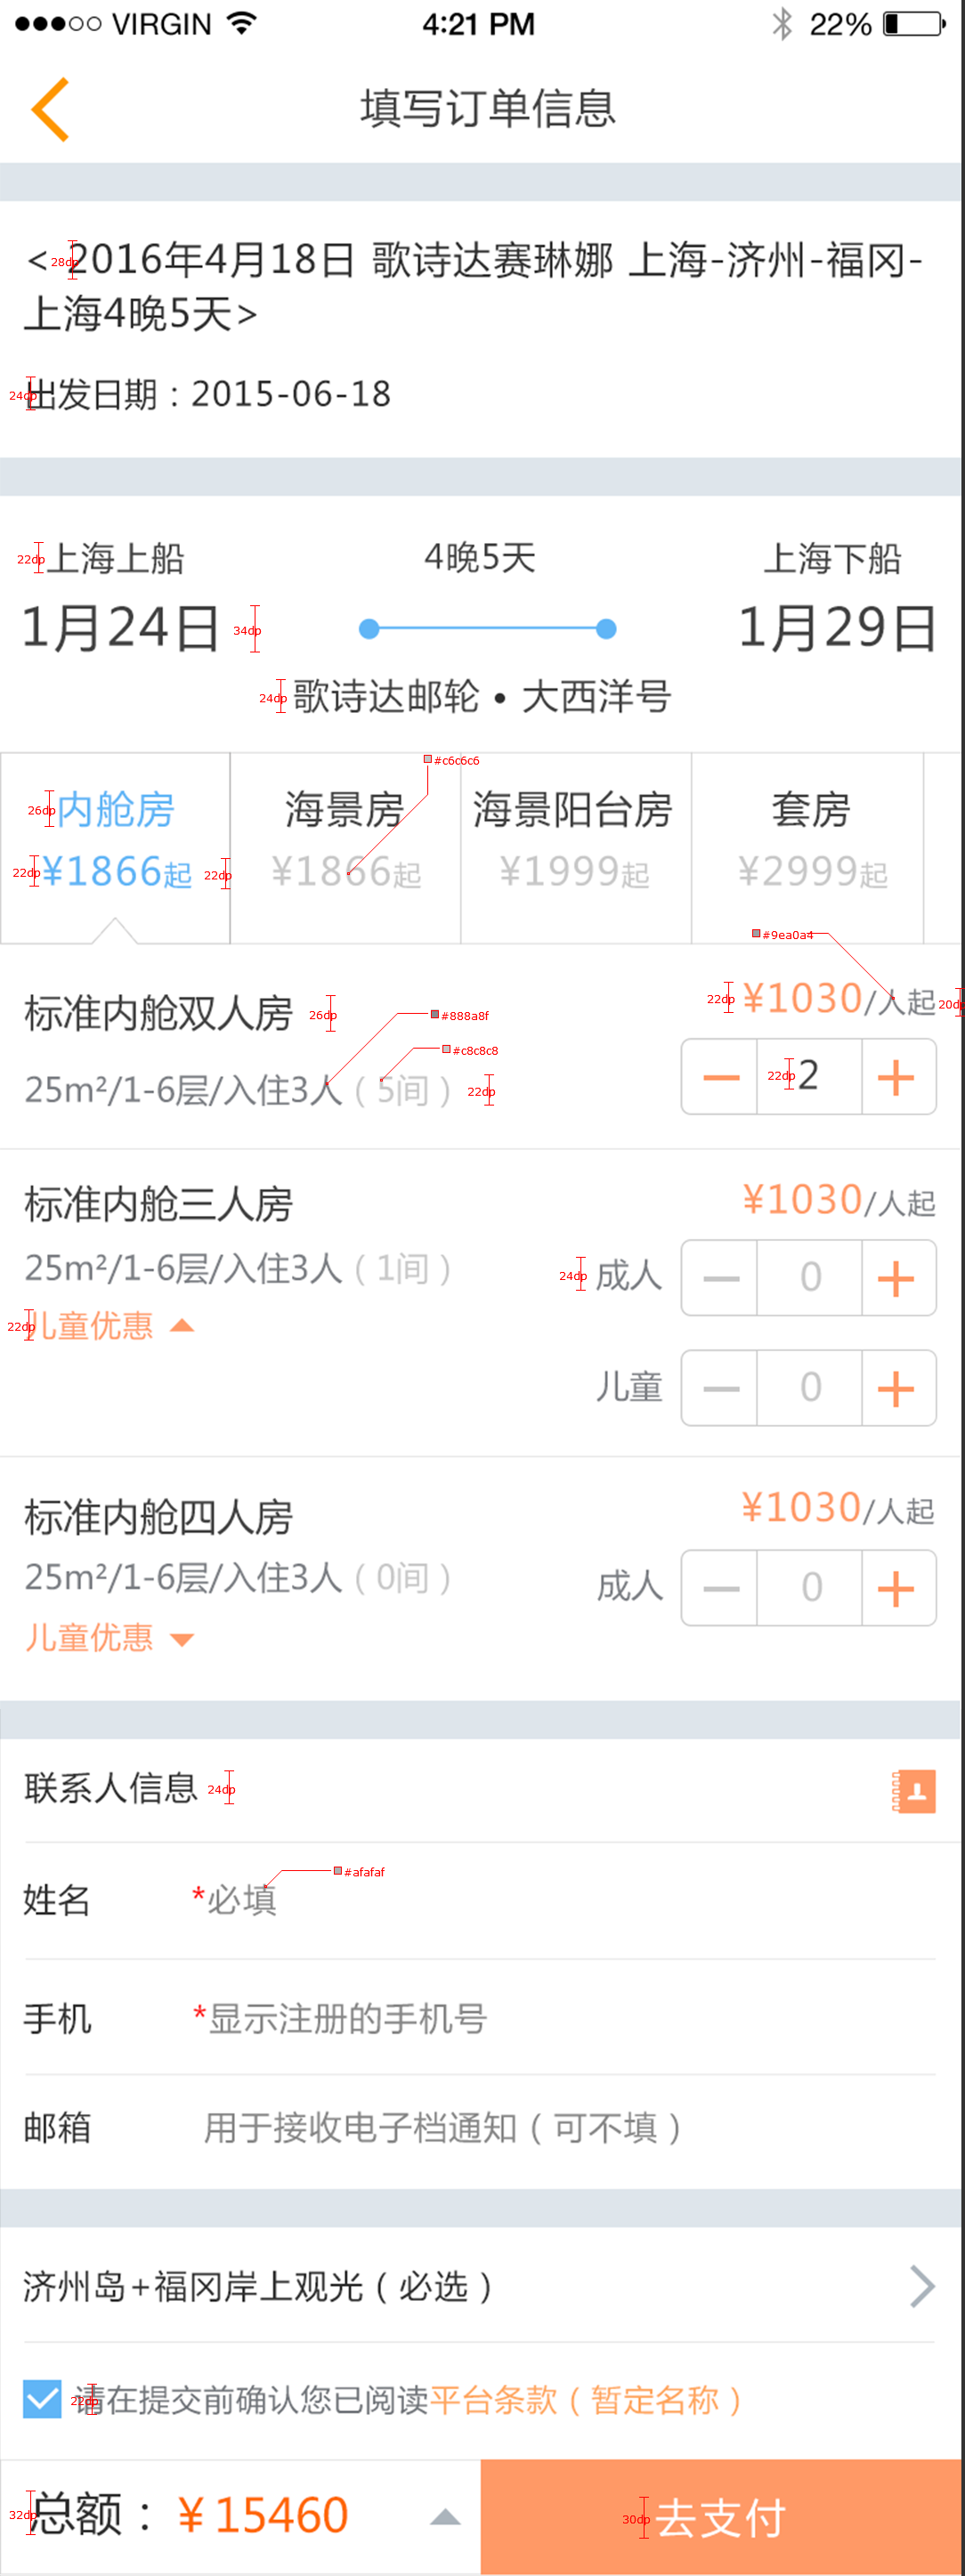 VIRGIN 4:21 PM 22%
填写订单信息
28dp
< 2016年4月18日 歌诗达赛琳娜 上海-济州-福冈-
上海4晚5天>
24dp 出发日期：2015-06-18
22dp 上海上船 4晚5天 上海下船
1月24日 34dp 1月29日
24dp 歌诗达邮轮 • 大西洋号
#c6c6c6
26dp 内舱房 海景房 海景阳台房 套房
22dp ¥1866起 22dp ¥1866起 ¥1999起 ¥2999起
#9ea0a4
标准内舱双人房 26dp #888a8f 22dp ¥1030/人起 20dp
#c8c8c8
25m²/1-6层/入住3人（5间） 22dp 22dp 2
标准内舱三人房 ¥1030/人起
25m²/1-6层/入住3人（1间） 24dp 成人 0
22dp 儿童优惠
儿童 0
标准内舱四人房 ¥1030/人起
25m²/1-6层/入住3人（0间） 成人 0
儿童优惠
联系人信息 24dp
#afafaf
姓名 *必填
手机 *显示注册的手机号
邮箱 用于接收电子档通知（可不填）
济州岛+福冈岸上观光（必选）
22dp 请在提交前确认您已阅读平台条款（暂定名称）
32dp 总额：¥ 15460 30dp 去支付